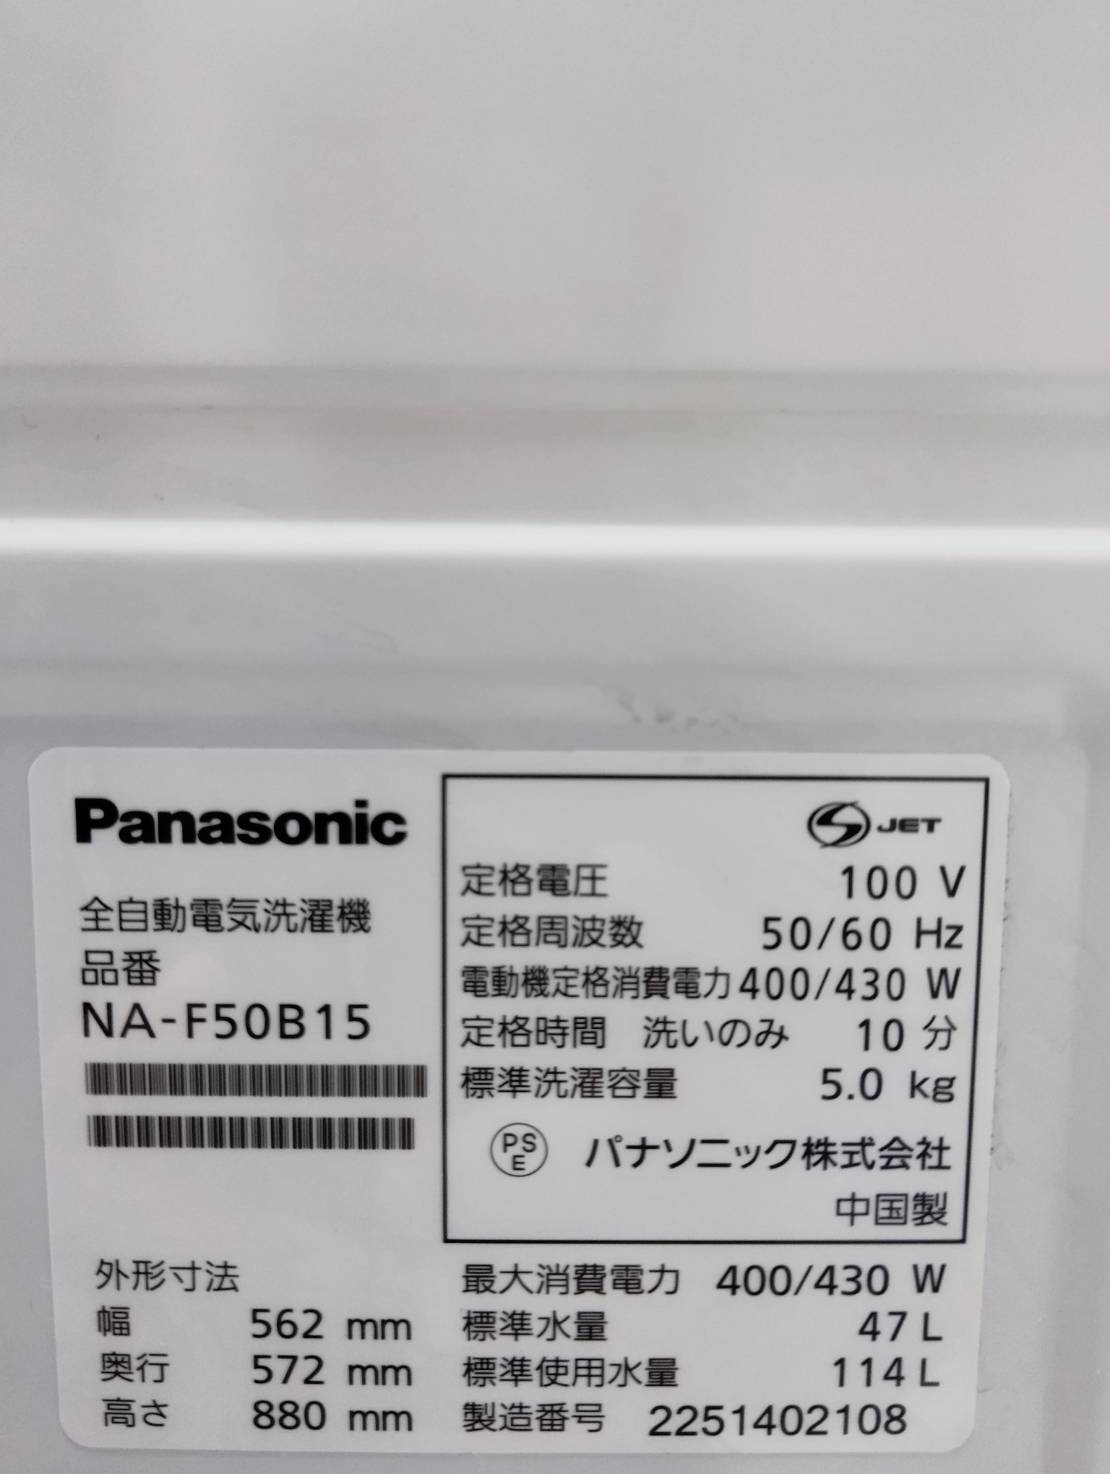 Panasonic
全自動電気洗濯機
品番
NA-F50B15
S JET
定格電圧 100 V
定格周波数 50/60 Hz
電動機定格消費電力 400/430 W
定格時間 洗いのみ 10 分
標準洗濯容量 5.0 kg
PS
E
パナソニック株式会社
中国製
外形寸法
幅 562 mm
奥行 572 mm
高さ 880 mm
最大消費電力 400/430 W
標準水量 47 L
標準使用水量 114 L
製造番号 2251402108